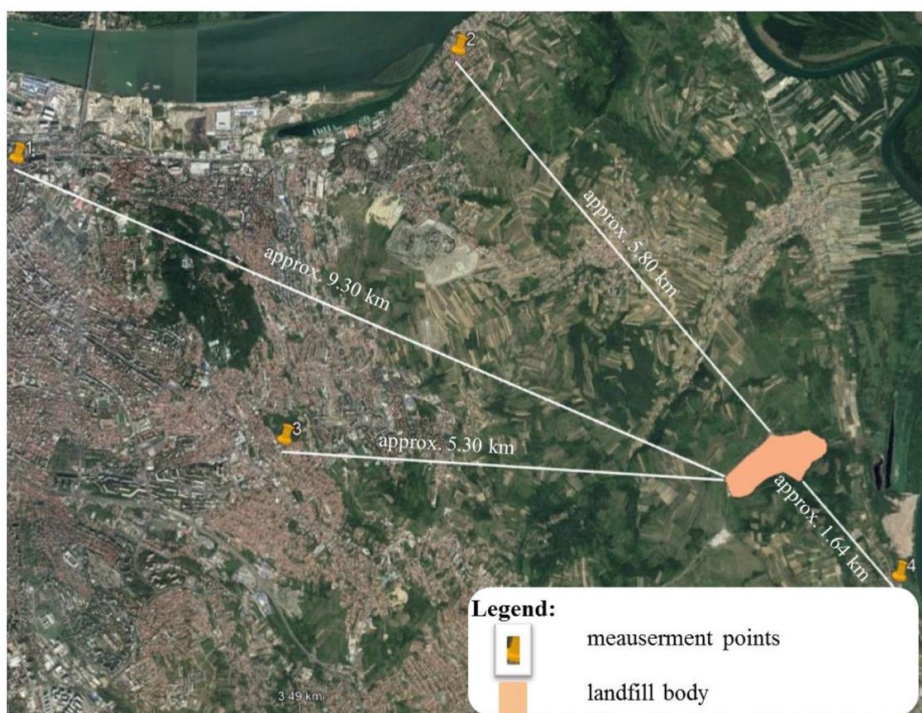 2
1
approx. 5.80 km
approx. 9.30 km
3
approx. 5.30 km
approx. 1.64 km
4
Legend:
meauserment points
landfill body
3.49 km